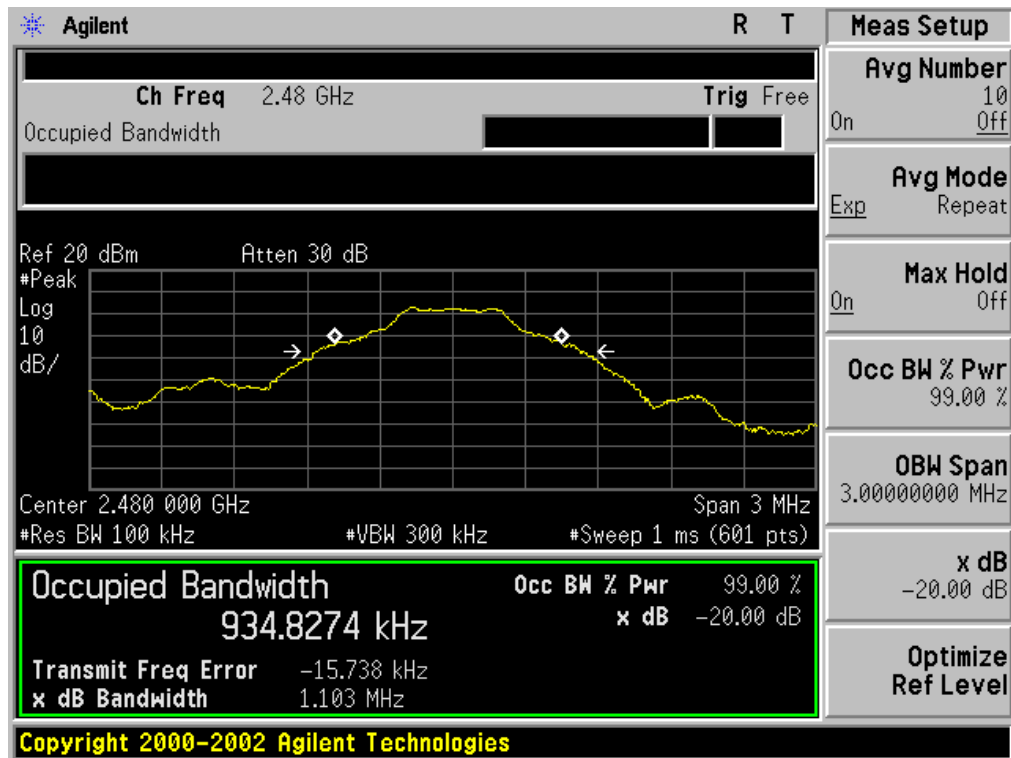 Agilent R T
Ch Freq 2.48 GHz Trig Free
Occupied Bandwidth
Ref 20 dBm Atten 30 dB
#Peak
Log
10
dB/
Center 2.480 000 GHz Span 3 MHz
#Res BW 100 kHz #VBW 300 kHz #Sweep 1 ms (601 pts)
Occupied Bandwidth Occ BW % Pwr 99.00 %
934.8274 kHz x dB -20.00 dB
Transmit Freq Error -15.738 kHz
x dB Bandwidth 1.103 MHz
Copyright 2000-2002 Agilent Technologies
Meas Setup
Avg Number
10
On Off
Avg Mode
Exp Repeat
Max Hold
On Off
Occ BW % Pwr
99.00 %
OBW Span
3.00000000 MHz
x dB
-20.00 dB
Optimize
Ref Level